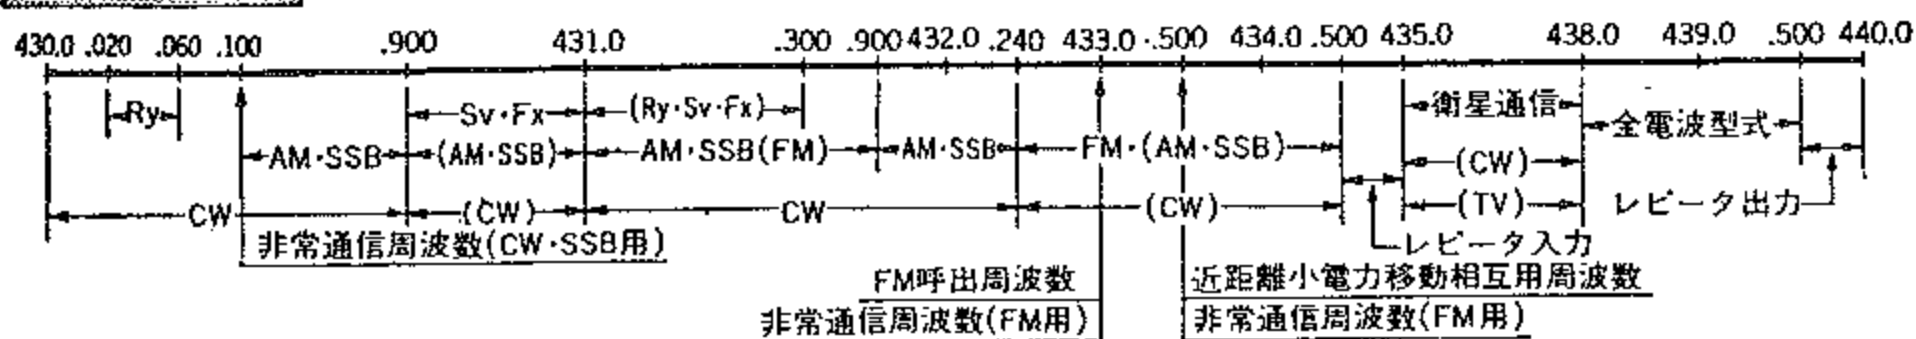 430.0 .020 .060 .100 .900 431.0 .300 .900 432.0 .240 433.0 .500 434.0 .500 435.0 438.0 439.0 .500 440.0
Ry Sv·Fx (Ry·Sv·Fx) 衛星通信 全電波型式
AM·SSB (AM·SSB) AM·SSB(FM) AM·SSB FM·(AM·SSB) (CW)
CW (CW) CW (CW) (TV) レピータ出力
非常通信周波数(CW·SSB用) レピータ入力
FM呼出周波数 近距離小電力移動相互用周波数
非常通信周波数(FM用) 非常通信周波数(FM用)